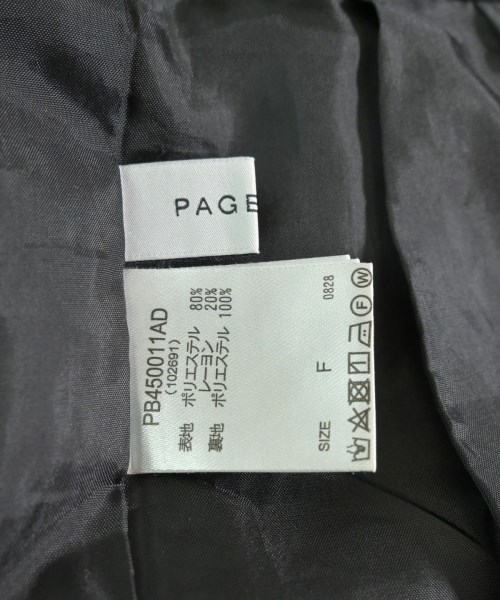 PAGE
PB450011AD
(102691)
表地 ポリエステル 80%
レーヨン 20%
裏地 ポリエステル 100%
SIZE F 0828
F W